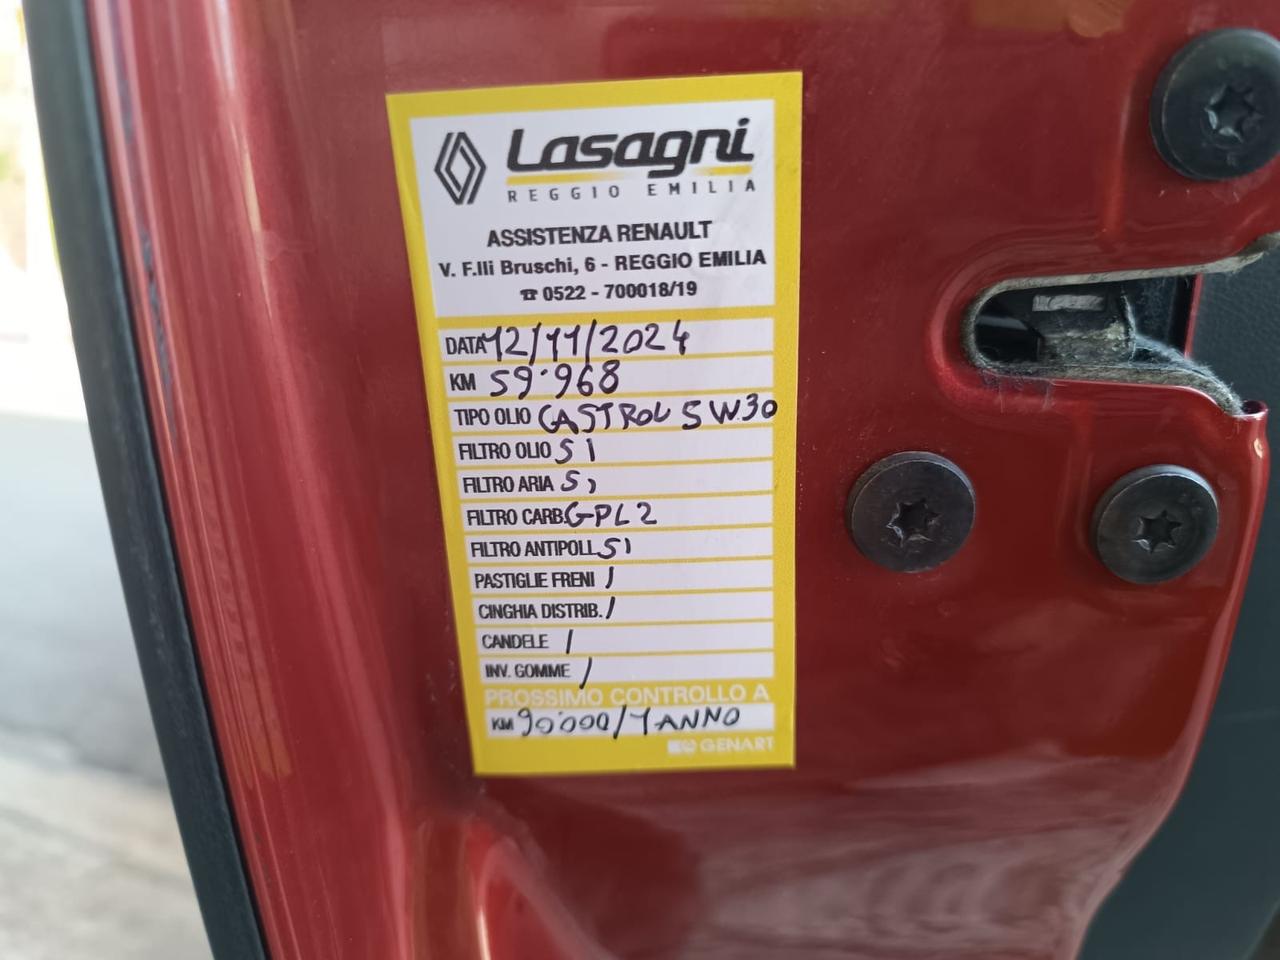 Lasagni
REGGIO EMILIA
ASSISTENZA RENAULT
V. F.lli Bruschi, 6 - REGGIO EMILIA
☎ 0522 - 700018/19
DATA 12/11/2024
KM 59'968
TIPO OLIO CASTROL 5W30
FILTRO OLIO SI
FILTRO ARIA Si
FILTRO CARB. GPL 2
FILTRO ANTIPOLL SI
PASTIGLIE FRENI /
CINGHIA DISTRIB. /
CANDELE /
INV. GOMME /
PROSSIMO CONTROLLO A
KM 90'000/1 ANNO
GENART